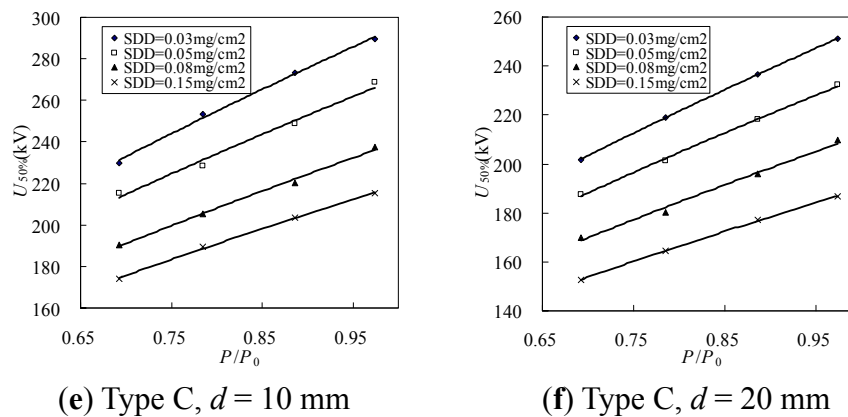 300
280
260
240
220
200
180
160
U50%(kV)
SDD=0.03mg/cm2
SDD=0.05mg/cm2
SDD=0.08mg/cm2
SDD=0.15mg/cm2
0.65 0.75 0.85 0.95
P/P0
(e) Type C, d = 10 mm
260
240
220
200
180
160
140
U50%(kV)
SDD=0.03mg/cm2
SDD=0.05mg/cm2
SDD=0.08mg/cm2
SDD=0.15mg/cm2
0.65 0.75 0.85 0.95
P/P0
(f) Type C, d = 20 mm